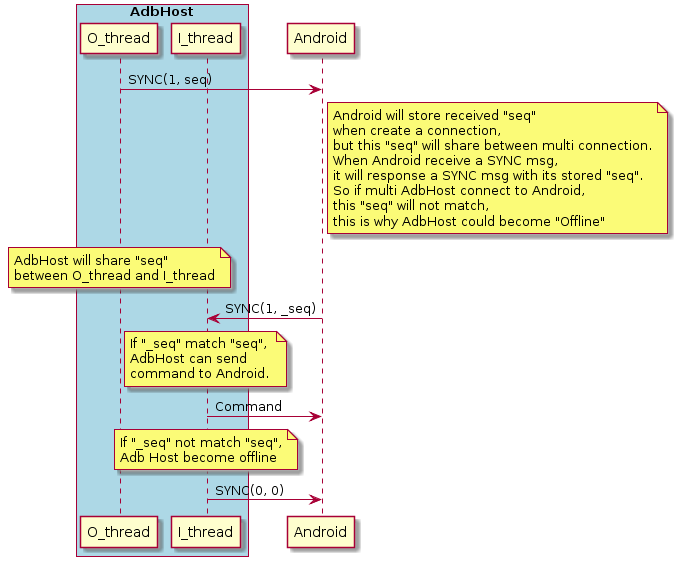 AdbHost
O_thread
I_thread
Android
SYNC(1, seq)
Android will store received "seq"
when create a connection,
but this "seq" will share between multi connection.
When Android receive a SYNC msg,
it will response a SYNC msg with its stored "seq".
So if multi AdbHost connect to Android,
this "seq" will not match,
this is why AdbHost could become "Offline"
AdbHost will share "seq"
between O_thread and I_thread
SYNC(1, _seq)
If "_seq" match "seq",
AdbHost can send
command to Android.
Command
If "_seq" not match "seq",
Adb Host become offline
SYNC(0, 0)
O_thread
I_thread
Android